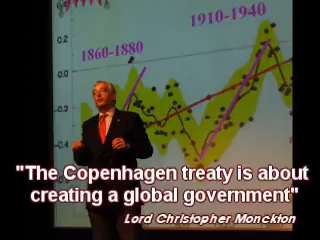 1910-1940
1860-1880
0.2
0.0
-0.2
-0.4
"The Copenhagen treaty is about
creating a global government"
Lord Christopher Monckton